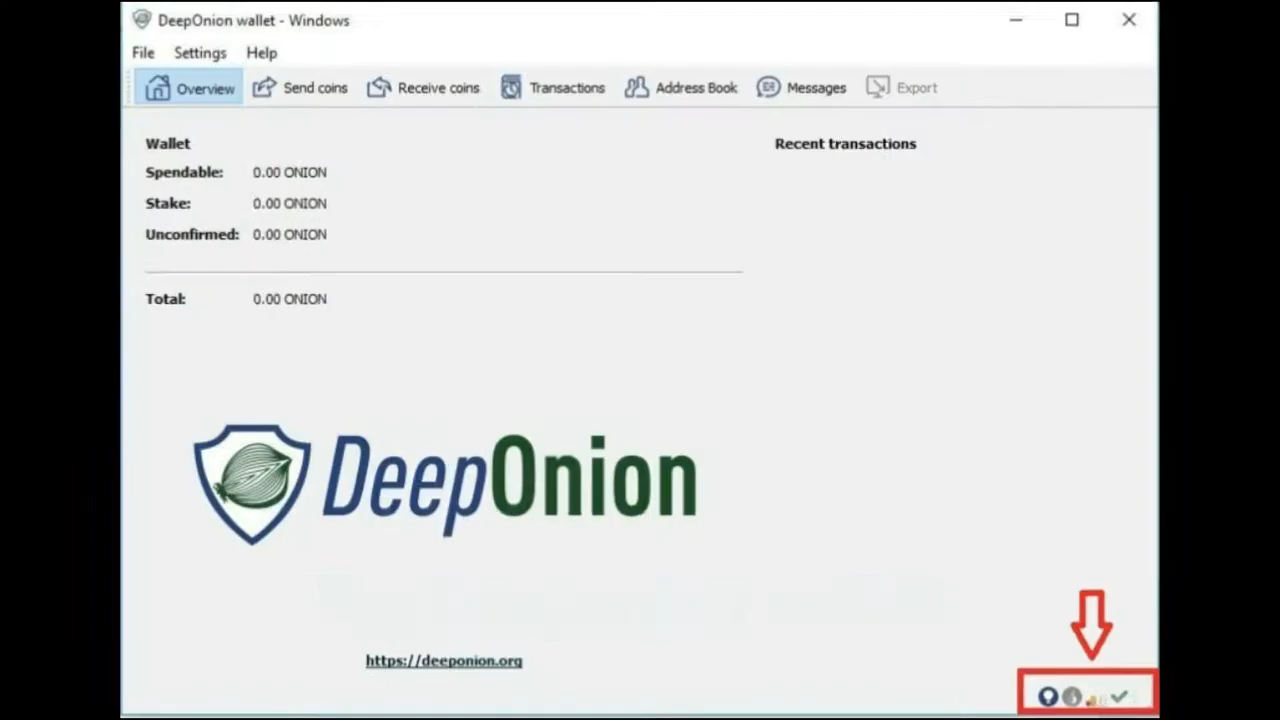 DeepOnion wallet - Windows
File Settings Help
Overview Send coins Receive coins Transactions Address Book Messages Export
Wallet
Spendable: 0.00 ONION
Stake: 0.00 ONION
Unconfirmed: 0.00 ONION
Total: 0.00 ONION
Recent transactions
DeepOnion
https://deeponion.org